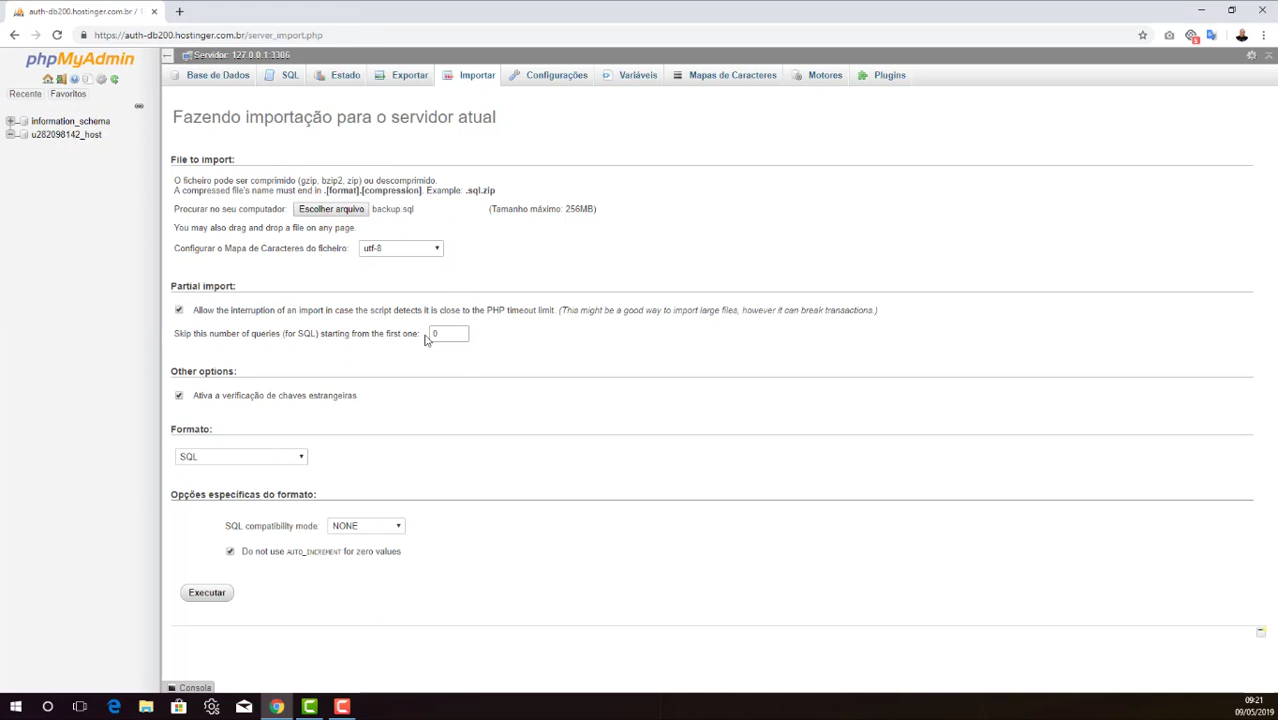 auth-db200.hostinger.com.br / 1
https://auth-db200.hostinger.com.br/server_import.php
5
phpMyAdmin
Servidor: 127.0.0.1:3306
Base de Dados SQL Estado Exportar Importar Configurações Variáveis Mapas de Caracteres Motores Plugins
Recente Favoritos
information_schema
u282098142_host
Fazendo importação para o servidor atual
File to import:
O ficheiro pode ser comprimido (gzip, bzip2, zip) ou descomprimido.
A compressed file's name must end in .[format].[compression]. Example: .sql.zip
Procurar no seu computador: Escolher arquivo backup.sql (Tamanho máximo: 256MB)
You may also drag and drop a file on any page.
Configurar o Mapa de Caracteres do ficheiro: utf-8
Partial import:
Allow the interruption of an import in case the script detects it is close to the PHP timeout limit. (This might be a good way to import large files, however it can break transactions.)
Skip this number of queries (for SQL) starting from the first one: 0
Other options:
Ativa a verificação de chaves estrangeiras
Formato:
SQL
Opções específicas do formato:
SQL compatibility mode: NONE
Do not use AUTO_INCREMENT for zero values
Executar
Consola
09:21
09/05/2019